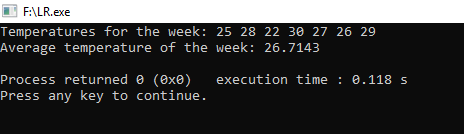 F:\LR.exe
Temperatures for the week: 25 28 22 30 27 26 29
Average temperature of the week: 26.7143
Process returned 0 (0x0)   execution time : 0.118 s
Press any key to continue.